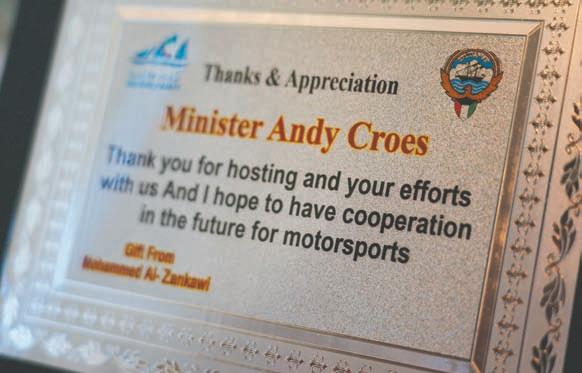 Thanks & Appreciation
Minister Andy Croes
Thank you for hosting and your efforts
with us And I hope to have cooperation
in the future for motorsports
Gift From
Mohammed Al- Zankawi